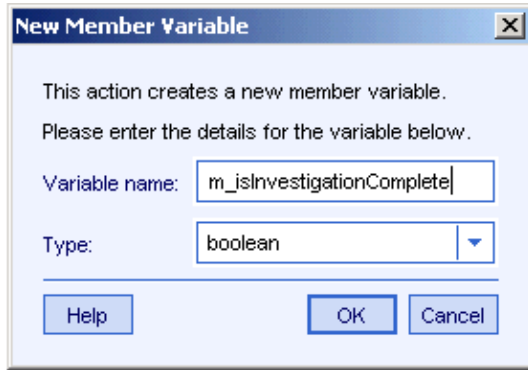 New Member Variable
This action creates a new member variable.
Please enter the details for the variable below.
Variable name: m_isInvestigationComplete
Type: boolean
Help OK Cancel